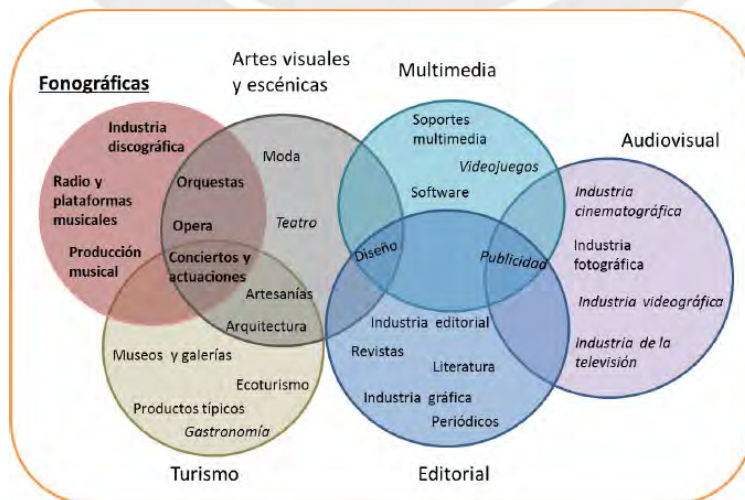 Artes visuales
y escénicas
Multimedia
Fonográficas
Audiovisual
Industria
discográfica
Radio y
plataformas
musicales
Producción
musical
Orquestas
Opera
Conciertos y
actuaciones
Moda
Teatro
Artesanías
Arquitectura
Soportes
multimedia
Videojuegos
Software
Diseño
Publicidad
Industria
cinematográfica
Industria
fotográfica
Industria videográfica
Industria de la
televisión
Museos y galerías
Ecoturismo
Productos típicos
Gastronomía
Industria editorial
Revistas
Literatura
Industria gráfica
Periódicos
Turismo
Editorial